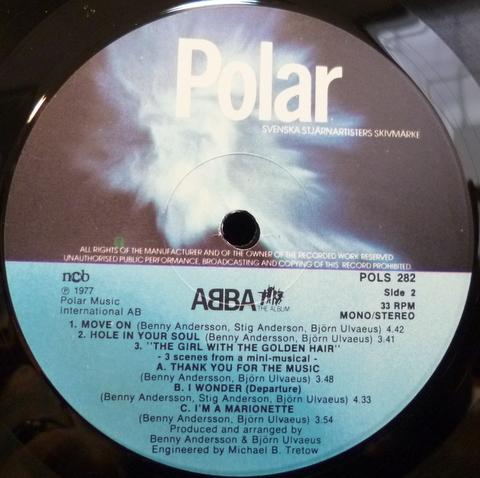 Polar
SVENSKA STJÄRNARTISTERS SKIVMÄRKE
ALL RIGHTS OF THE MANUFACTURER AND OF THE OWNER OF THE RECORDED WORK RESERVED
UNAUTHORISED PUBLIC PERFORMANCE, BROADCASTING AND COPYING OF THIS RECORD PROHIBITED
ncb
℗ 1977
Polar Music
International AB
ABBA THE ALBUM
POLS 282
Side 2
33 RPM
MONO/STEREO
1. MOVE ON (Benny Andersson, Stig Anderson, Björn Ulvaeus) 4.42
2. HOLE IN YOUR SOUL (Benny Andersson, Björn Ulvaeus) 3.41
3. "THE GIRL WITH THE GOLDEN HAIR"
- 3 scenes from a mini-musical -
A. THANK YOU FOR THE MUSIC
(Benny Andersson, Björn Ulvaeus) 3.48
B. I WONDER (Departure)
(Benny Andersson, Stig Anderson, Björn Ulvaeus) 4.33
C. I'M A MARIONETTE
(Benny Andersson, Björn Ulvaeus) 3.54
Produced and arranged by
Benny Andersson & Björn Ulvaeus
Engineered by Michael B. Tretow